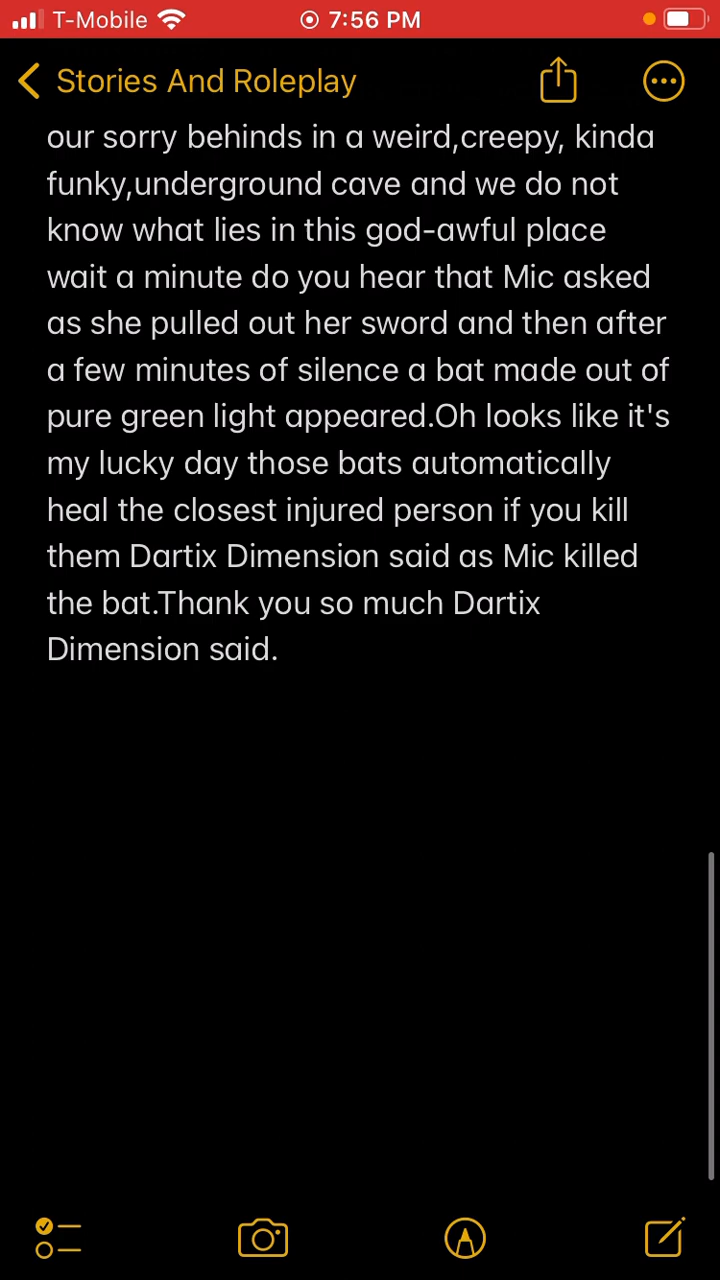 T-Mobile 7:56 PM
Stories And Roleplay
our sorry behinds in a weird,creepy, kinda
funky,underground cave and we do not
know what lies in this god-awful place
wait a minute do you hear that Mic asked
as she pulled out her sword and then after
a few minutes of silence a bat made out of
pure green light appeared.Oh looks like it's
my lucky day those bats automatically
heal the closest injured person if you kill
them Dartix Dimension said as Mic killed
the bat.Thank you so much Dartix
Dimension said.